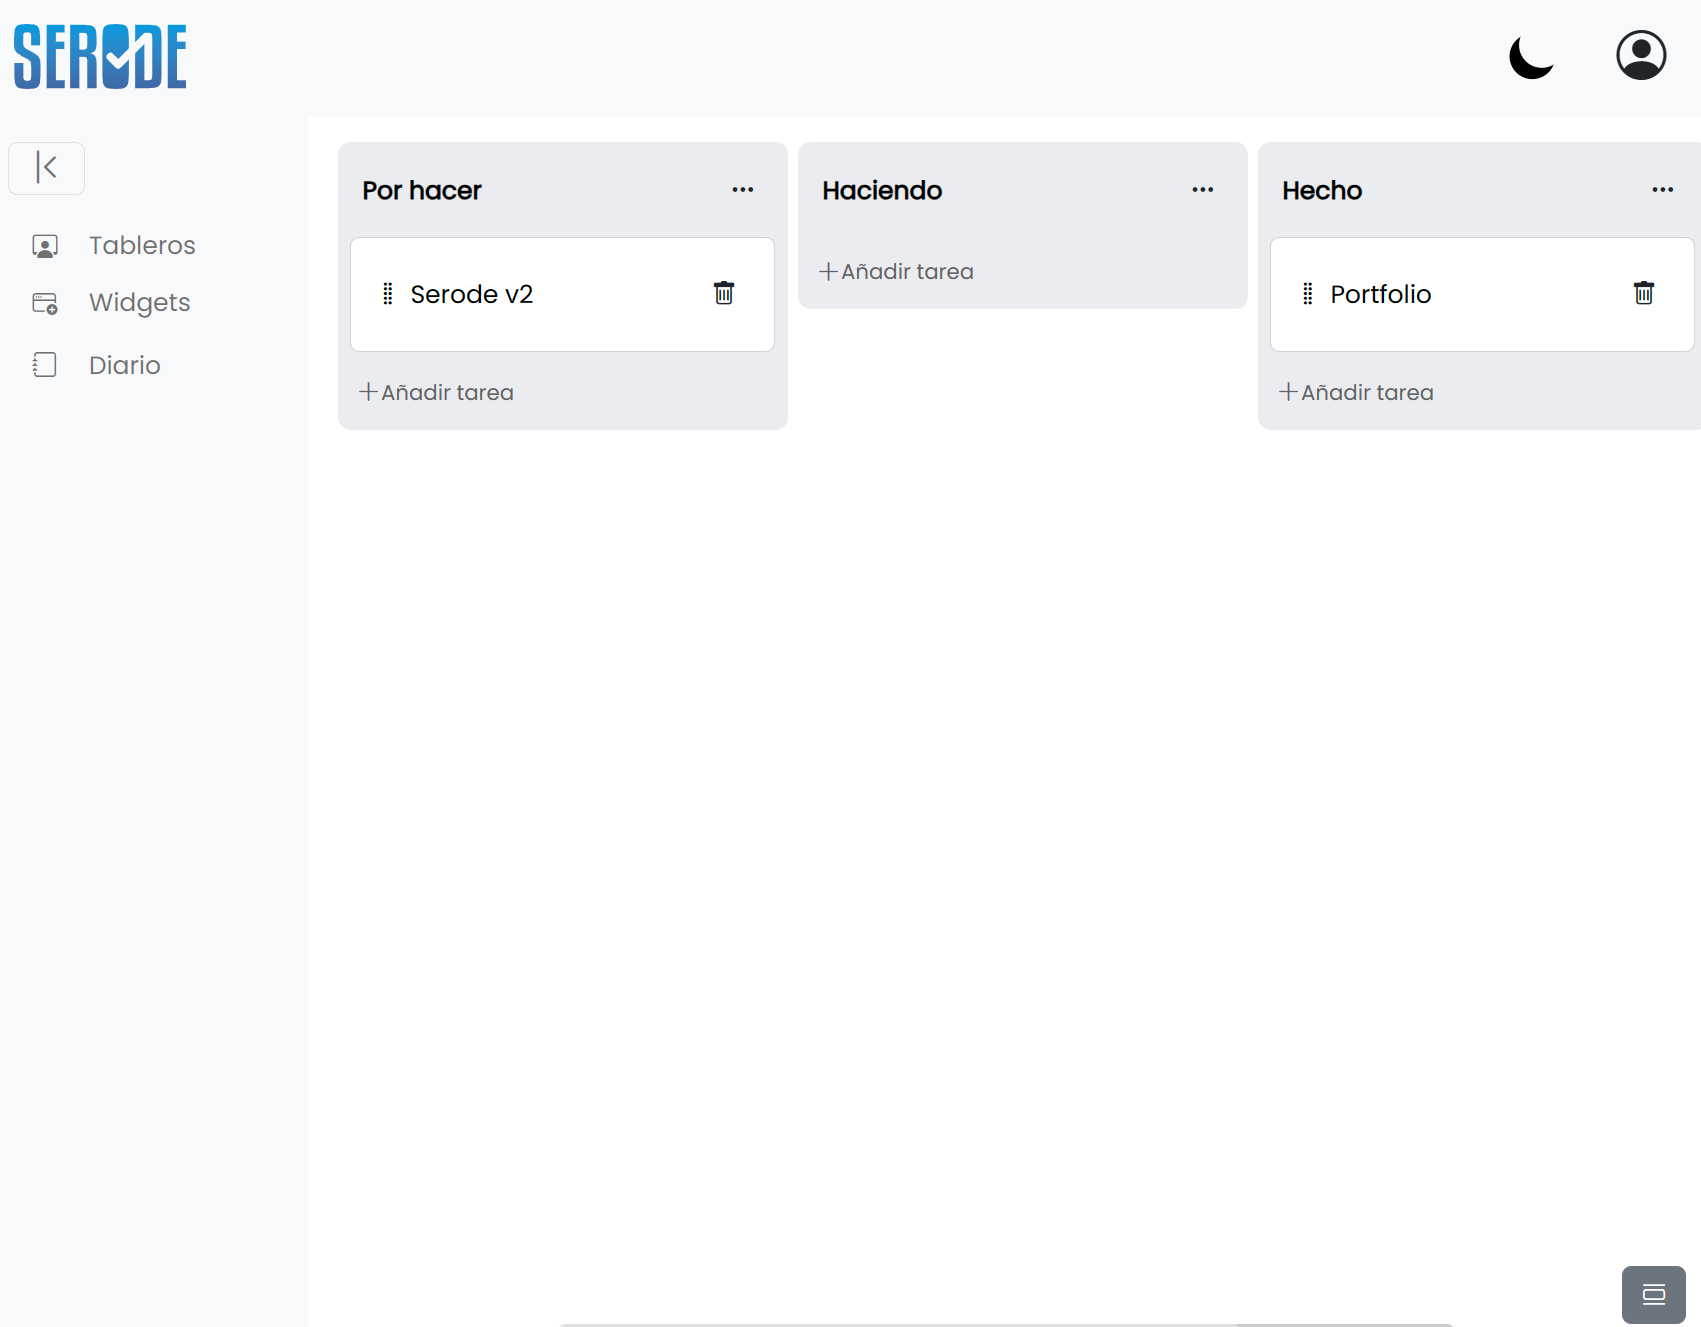 SERODE
Tableros
Widgets
Diario
Por hacer
Serode v2
Añadir tarea
Haciendo
Añadir tarea
Hecho
Portfolio
Añadir tarea